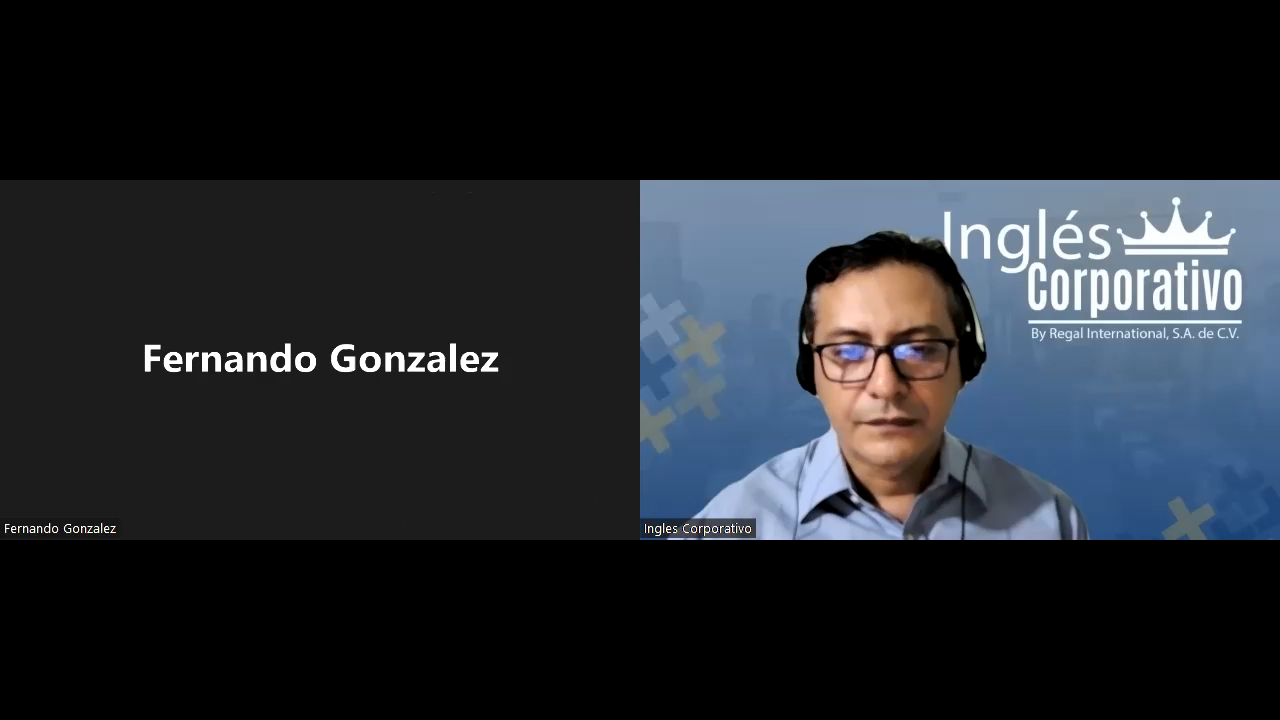 Fernando Gonzalez
Fernando Gonzalez
Inglés
Corporativo
By Regal International, S.A. de C.V.
Ingles Corporativo